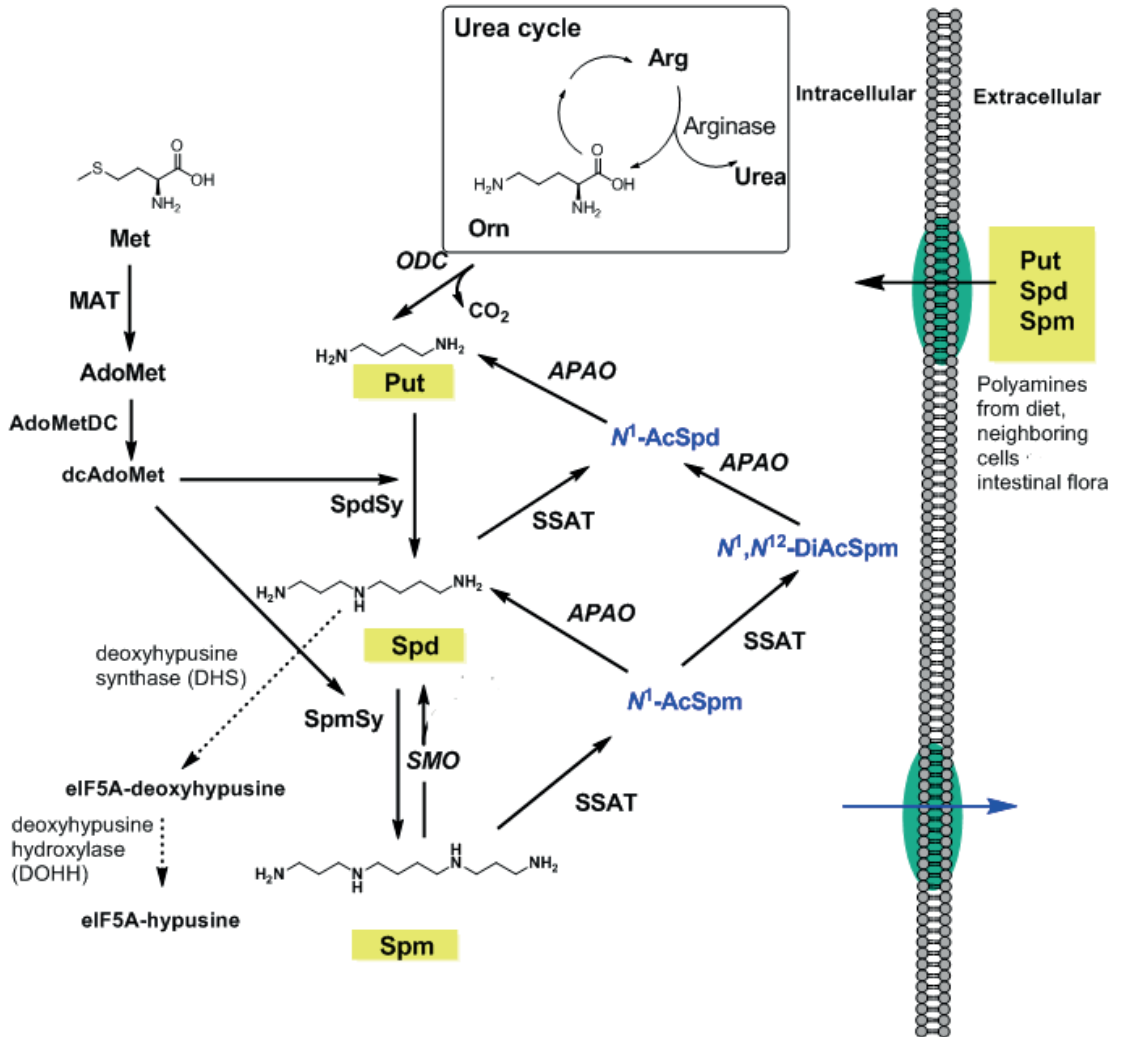 Urea cycle
Arg
Arginase
Urea
H₂N
O
OH
NH₂
Orn
Intracellular
Extracellular
S
O
OH
NH₂
Met
MAT
AdoMet
AdoMetDC
dcAdoMet
ODC
CO₂
H₂N
NH₂
Put
APAO
N¹-AcSpd
APAO
SpdSy
SSAT
N¹,N¹²-DiAcSpm
H₂N
N
H
NH₂
APAO
SSAT
Spd
deoxyhypusine
synthase (DHS)
N¹-AcSpm
SpmSy
SMO
SSAT
eIF5A-deoxyhypusine
deoxyhypusine
hydroxylase
(DOHH)
H₂N
N
H
H
N
NH₂
eIF5A-hypusine
Spm
Put
Spd
Spm
Polyamines
from diet,
neighboring
cells
intestinal flora